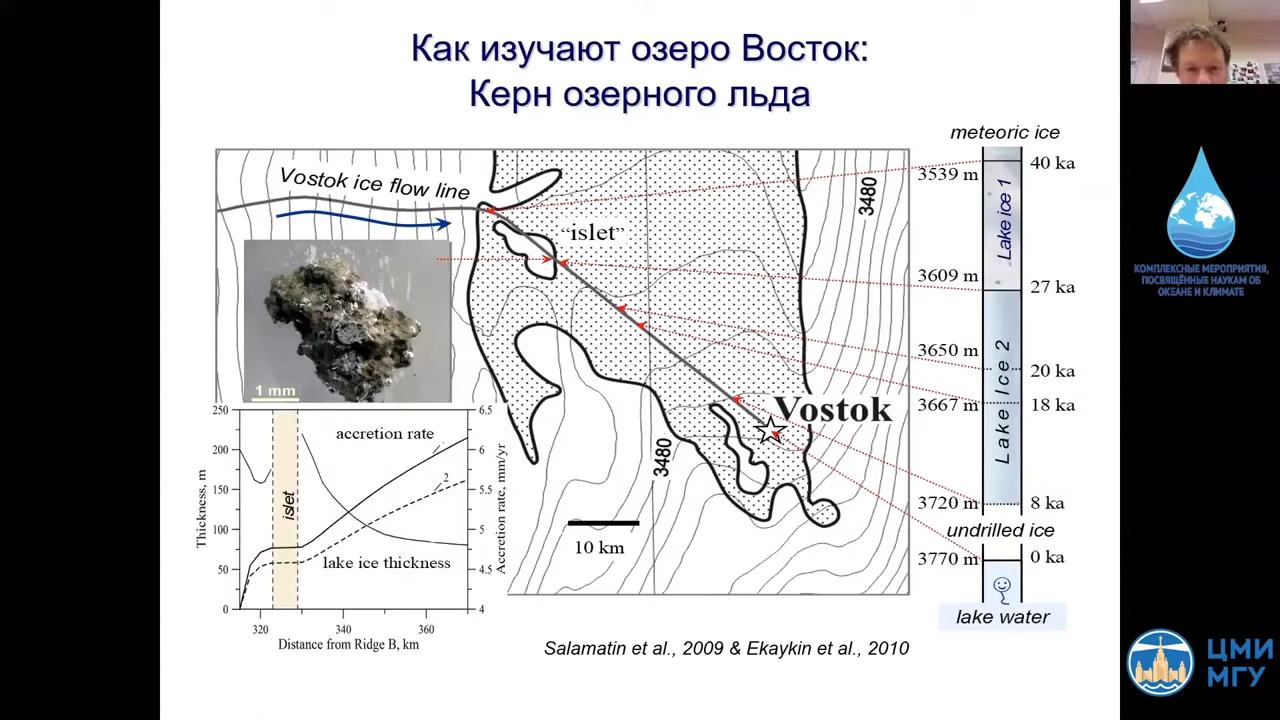 Как изучают озеро Восток:
Керн озерного льда
meteoric ice
40 ka
3539 m
Lake ice 1
3609 m
27 ka
3650 m
20 ka
3667 m
18 ka
Lake Ice 2
3720 m
8 ka
undrilled ice
3770 m
0 ka
lake water
Vostok ice flow line
“islet”
3480
Vostok
3480
10 km
1 mm
250
200
150
100
50
0
Thickness, m
6.5
6
5.5
5
4.5
4
Accretion rate, mm/yr
accretion rate
2
islet
lake ice thickness
320
340
360
Distance from Ridge B, km
Salamatin et al., 2009 & Ekaykin et al., 2010
КОМПЛЕКСНЫЕ МЕРОПРИЯТИЯ,
ПОСВЯЩЁННЫЕ НАУКАМ ОБ
ОКЕАНЕ И КЛИМАТЕ
ЦМИ
МГУ